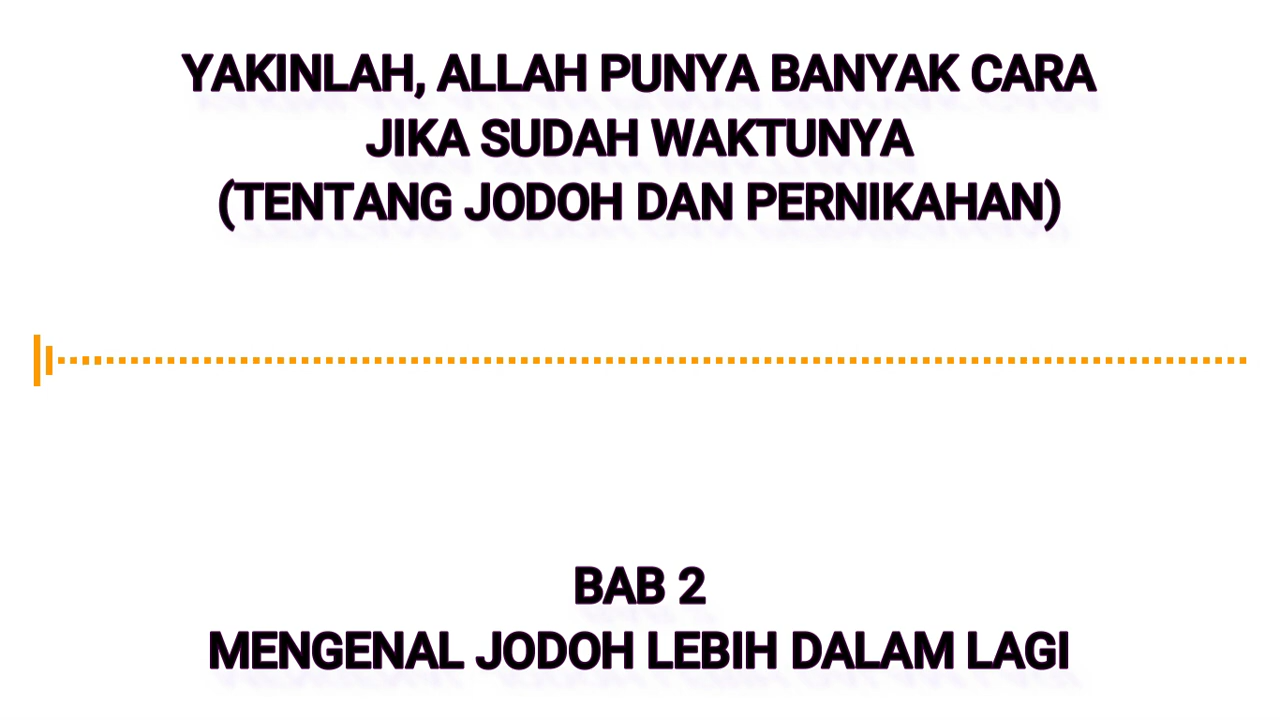 YAKINLAH, ALLAH PUNYA BANYAK CARA
JIKA SUDAH WAKTUNYA
(TENTANG JODOH DAN PERNIKAHAN)
BAB 2
MENGENAL JODOH LEBIH DALAM LAGI